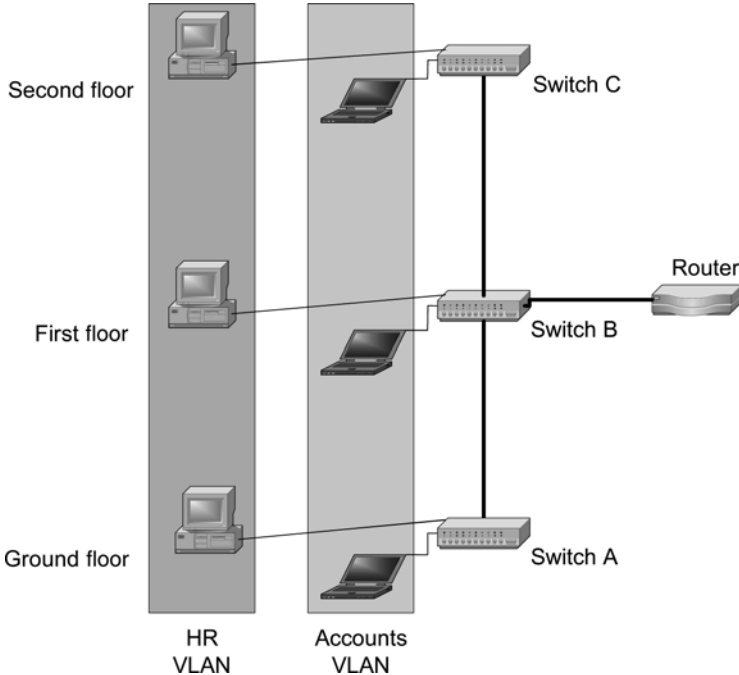 Second floor
Switch C
Router
First floor
Switch B
Ground floor
Switch A
HR
VLAN
Accounts
VLAN